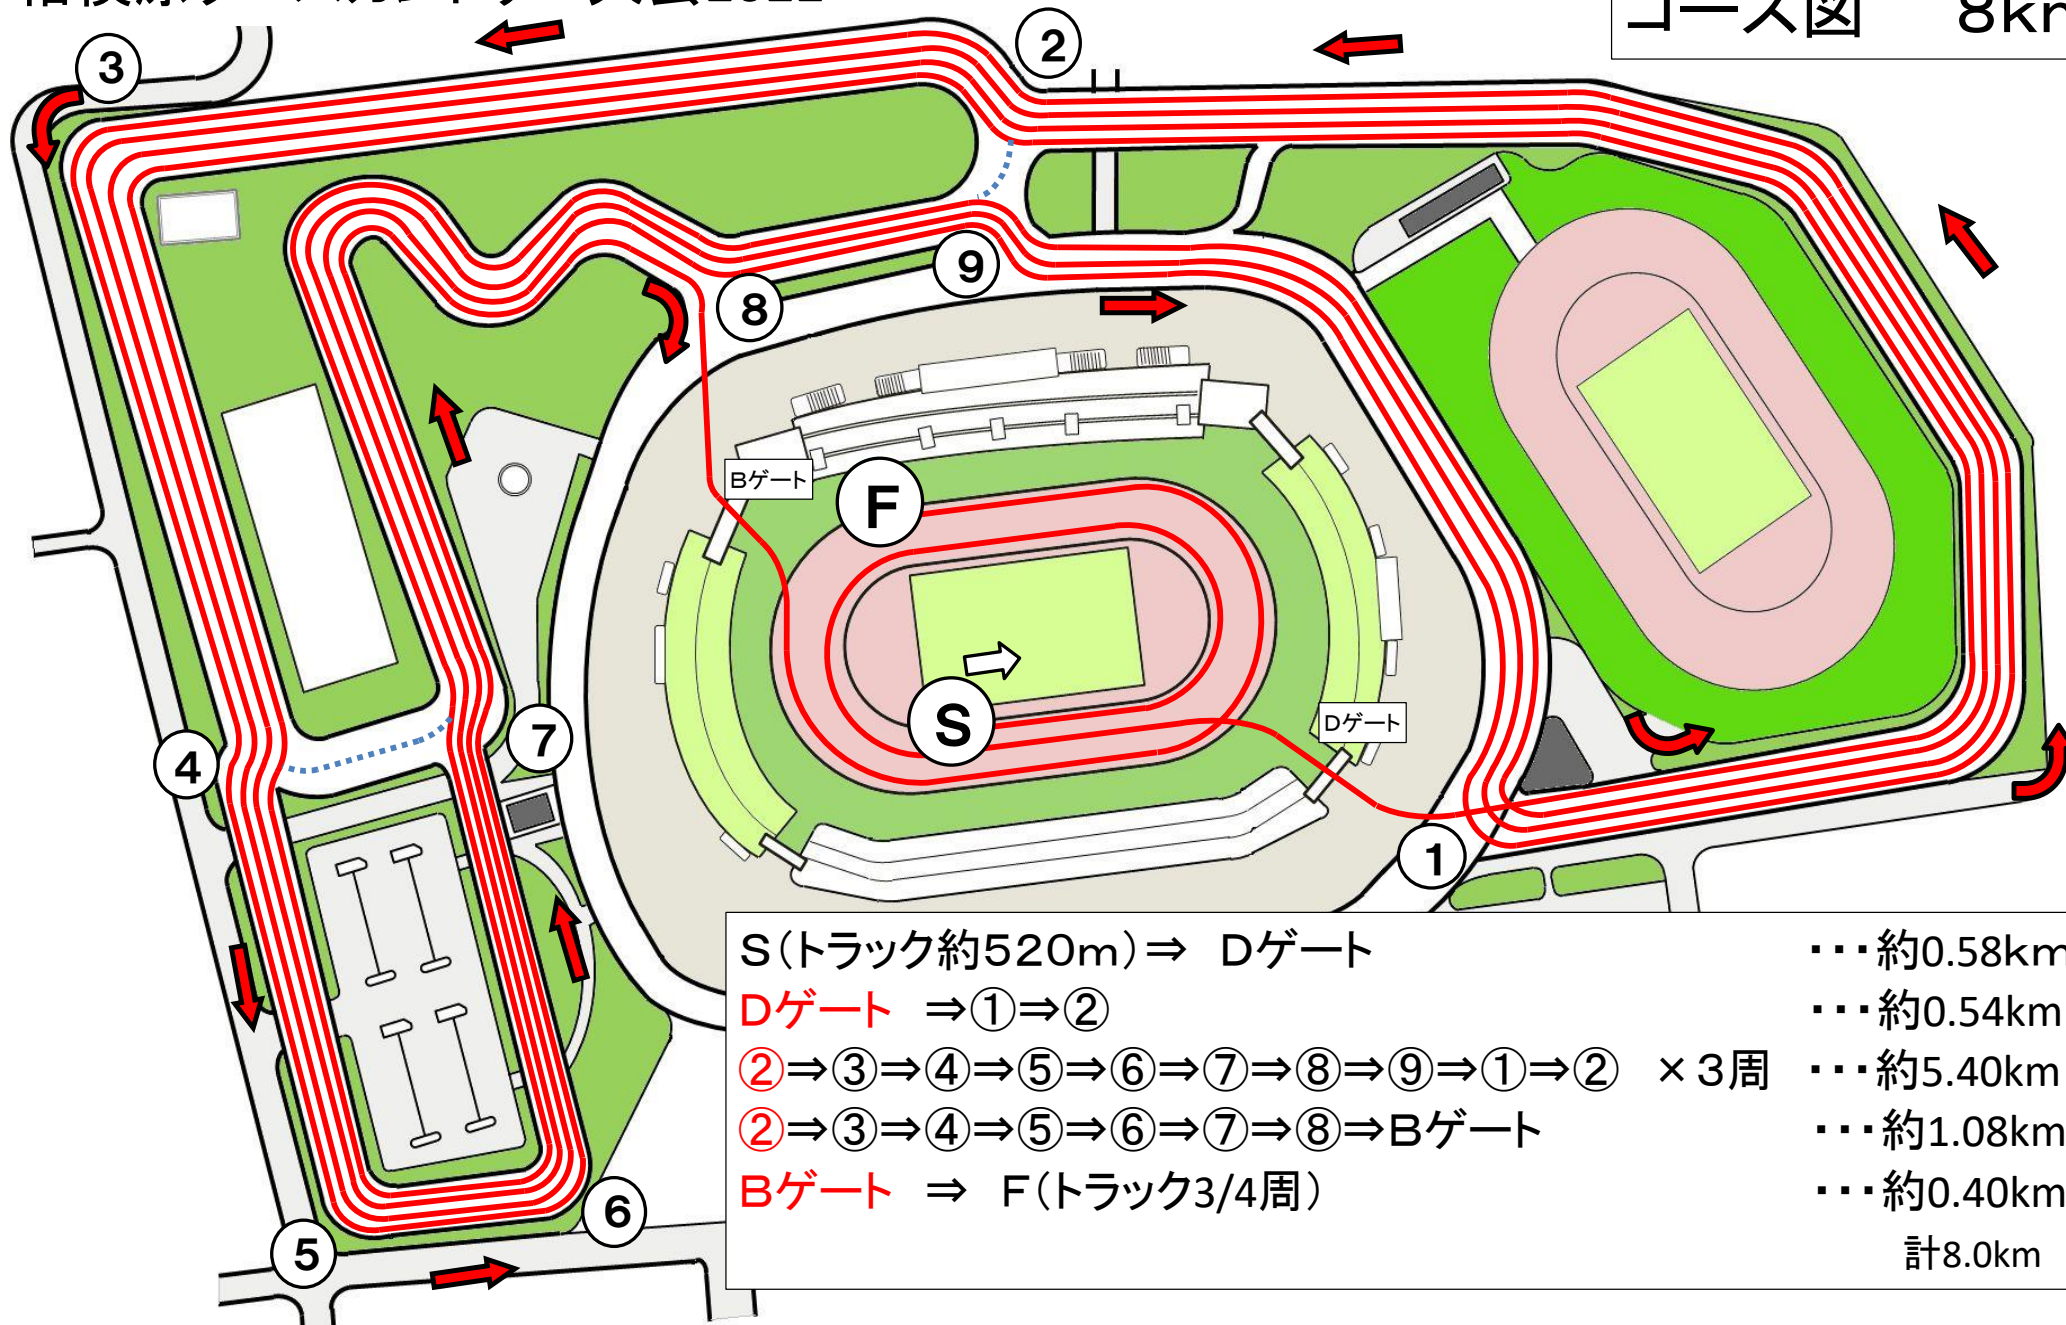 コース図 8km
2
3
9
8
Bゲート
F
S
Dゲート
7
4
1
6
5
S(トラック約520m)⇒ Dゲート ・・・約0.58km
Dゲート ⇒①⇒② ・・・約0.54km
②⇒③⇒④⇒⑤⇒⑥⇒⑦⇒⑧⇒⑨⇒①⇒② ×3周 ・・・約5.40km
②⇒③⇒④⇒⑤⇒⑥⇒⑦⇒⑧⇒Bゲート ・・・約1.08km
Bゲート ⇒ F(トラック3/4周) ・・・約0.40km
計8.0km